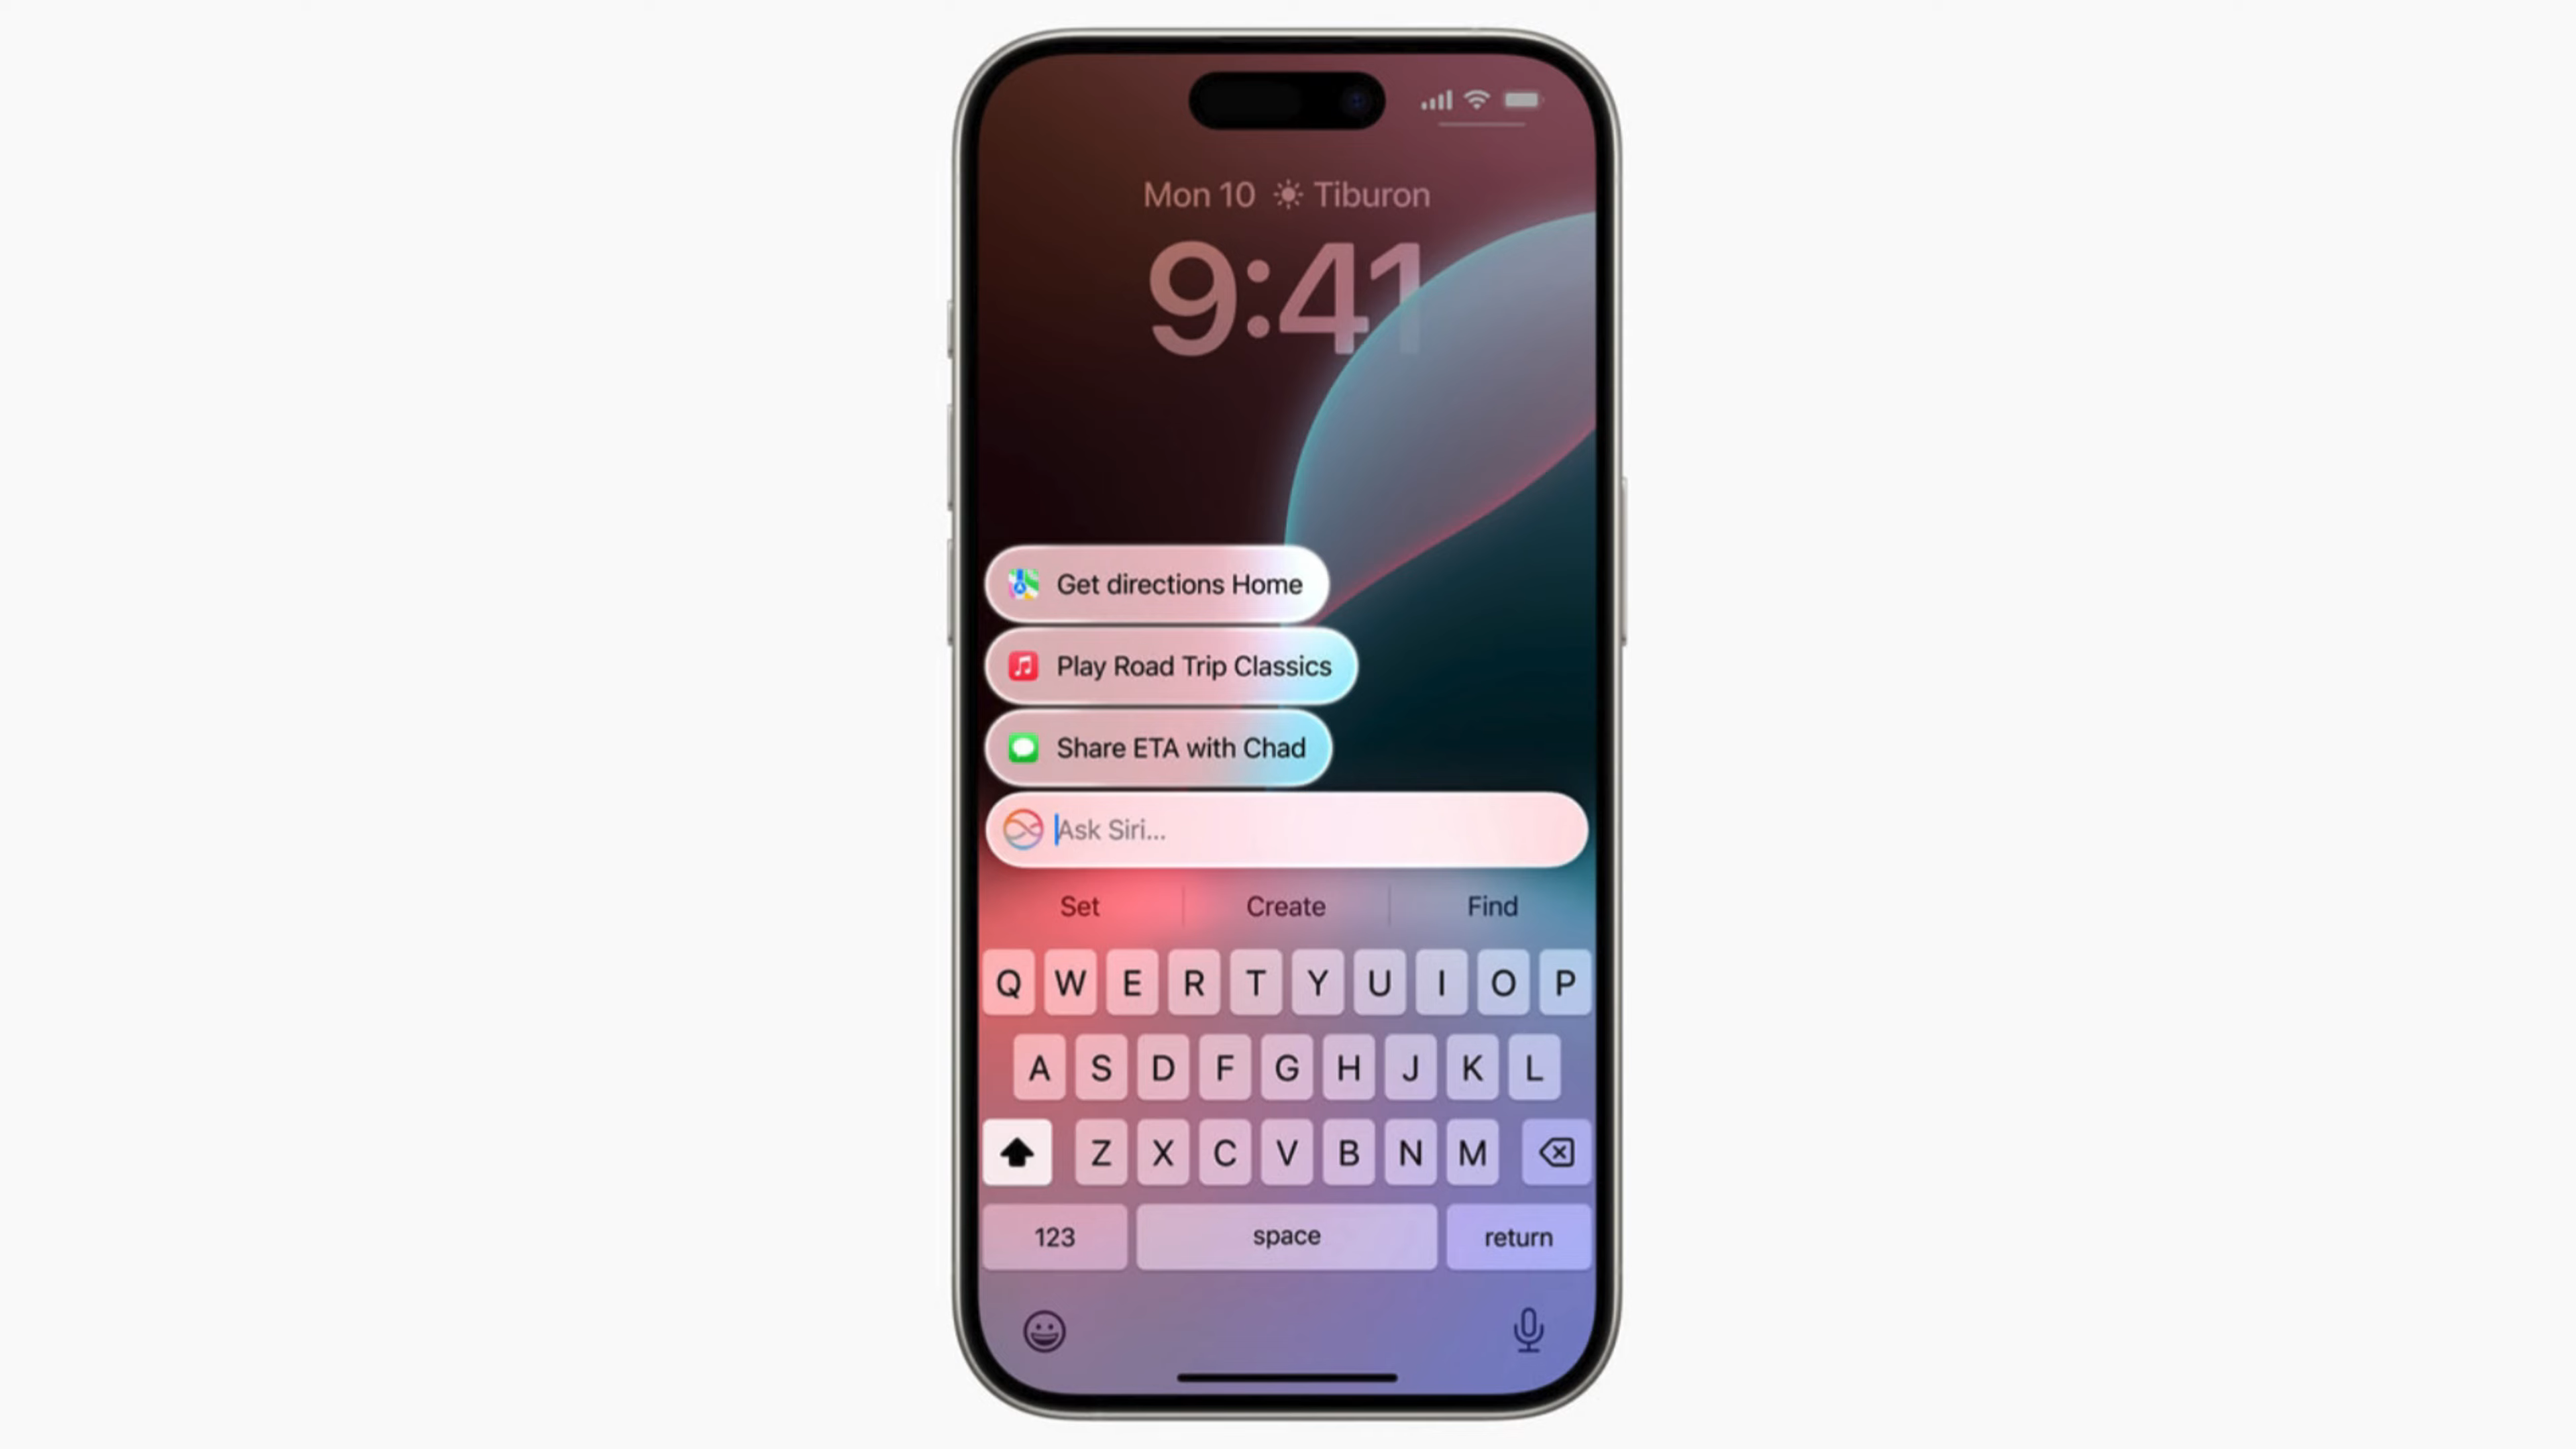 Mon 10 Tiburon
9:41
Get directions Home
Play Road Trip Classics
Share ETA with Chad
Ask Siri...
Set Create Find
Q W E R T Y U I O P
A S D F G H J K L
Z X C V B N M
123 space return